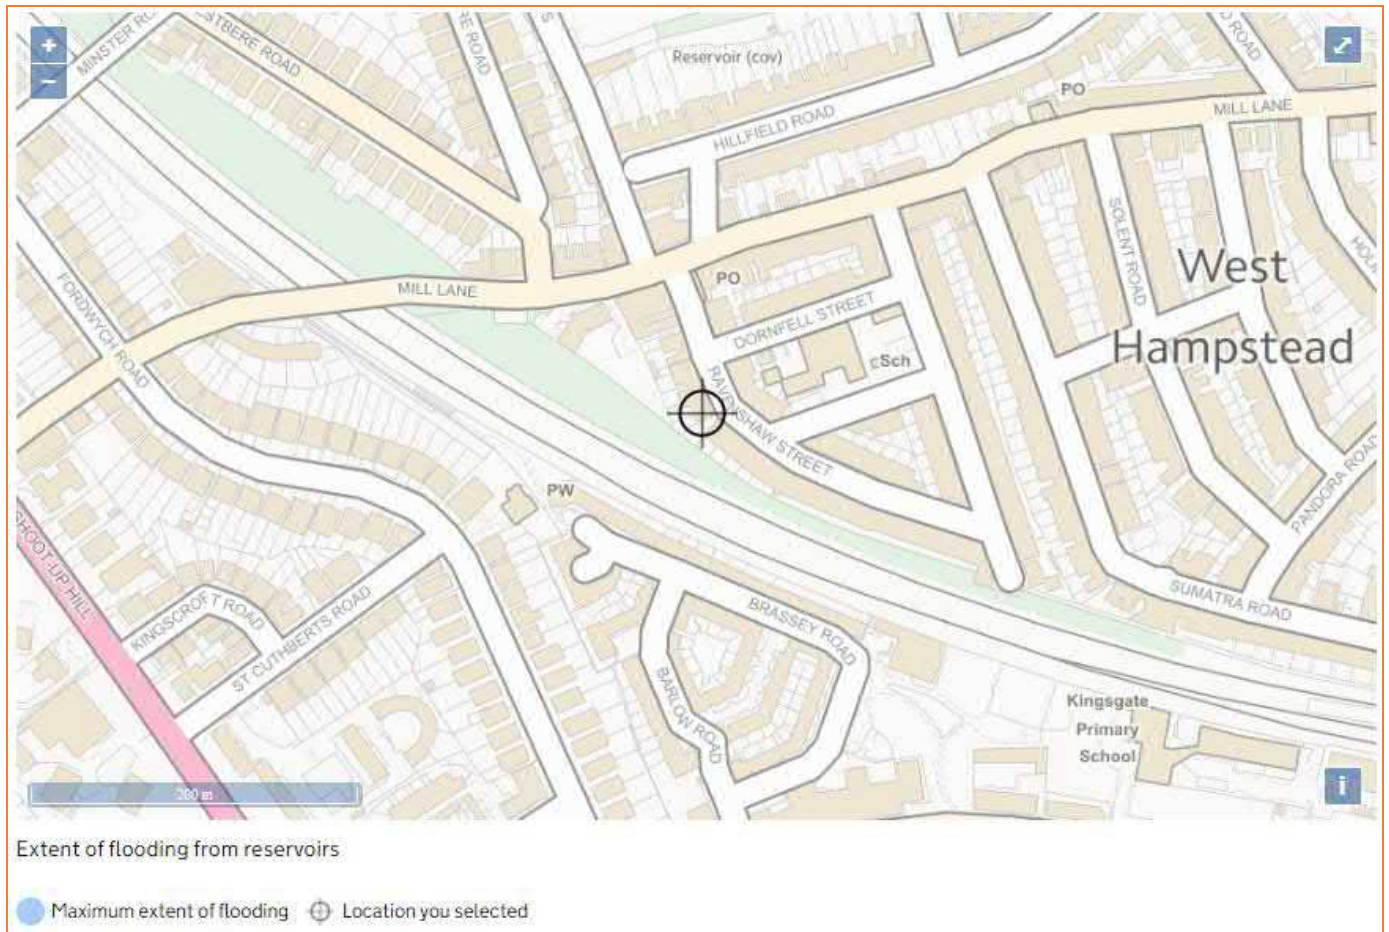 +
−
MINSTER RO
STBERE ROAD
RE ROAD
S
Reservoir (cov)
D ROAD
PO
MILL LANE
HILLFIELD ROAD
SOLENT ROAD
West
Hampstead
HOL
MILL LANE
PO
DORNFELL STREET
Sch
FORDWYCH ROAD
RAVENSHAW STREET
PANDORA ROAD
PW
SHOOT-UP HILL
KINGSCROFT ROAD
ST CUTHBERTS ROAD
BRASSEY ROAD
BARLOW ROAD
SUMATRA ROAD
Kingsgate
Primary
School
200 m
i
Extent of flooding from reservoirs
Maximum extent of flooding Location you selected